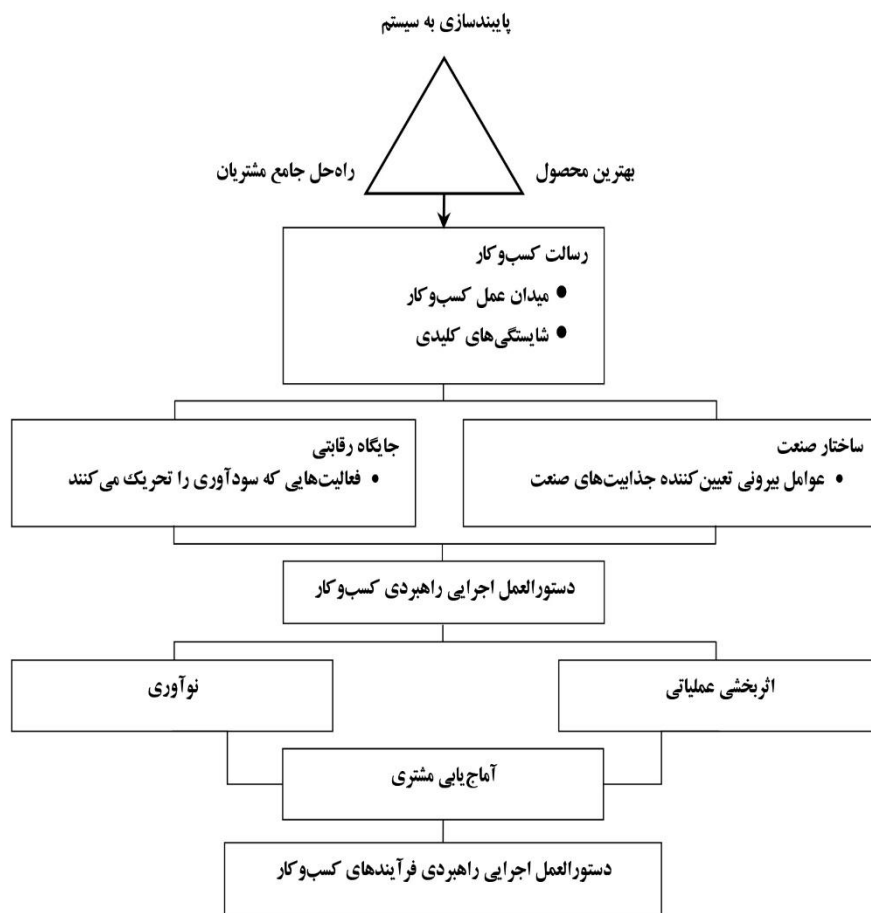 پایبندسازی به سیستم
بهترین محصول
راه‌حل جامع مشتریان
رسالت کسب‌وکار
● میدان عمل کسب‌وکار
● شایستگی‌های کلیدی
ساختار صنعت
• عوامل بیرونی تعیین‌کننده جذابیت‌های صنعت
جایگاه رقابتی
• فعالیت‌هایی که سودآوری را تحریک می‌کنند
دستورالعمل اجرایی راهبردی کسب‌وکار
اثربخشی عملیاتی
نوآوری
آماج‌یابی مشتری
دستورالعمل اجرایی راهبردی فرآیندهای کسب‌وکار